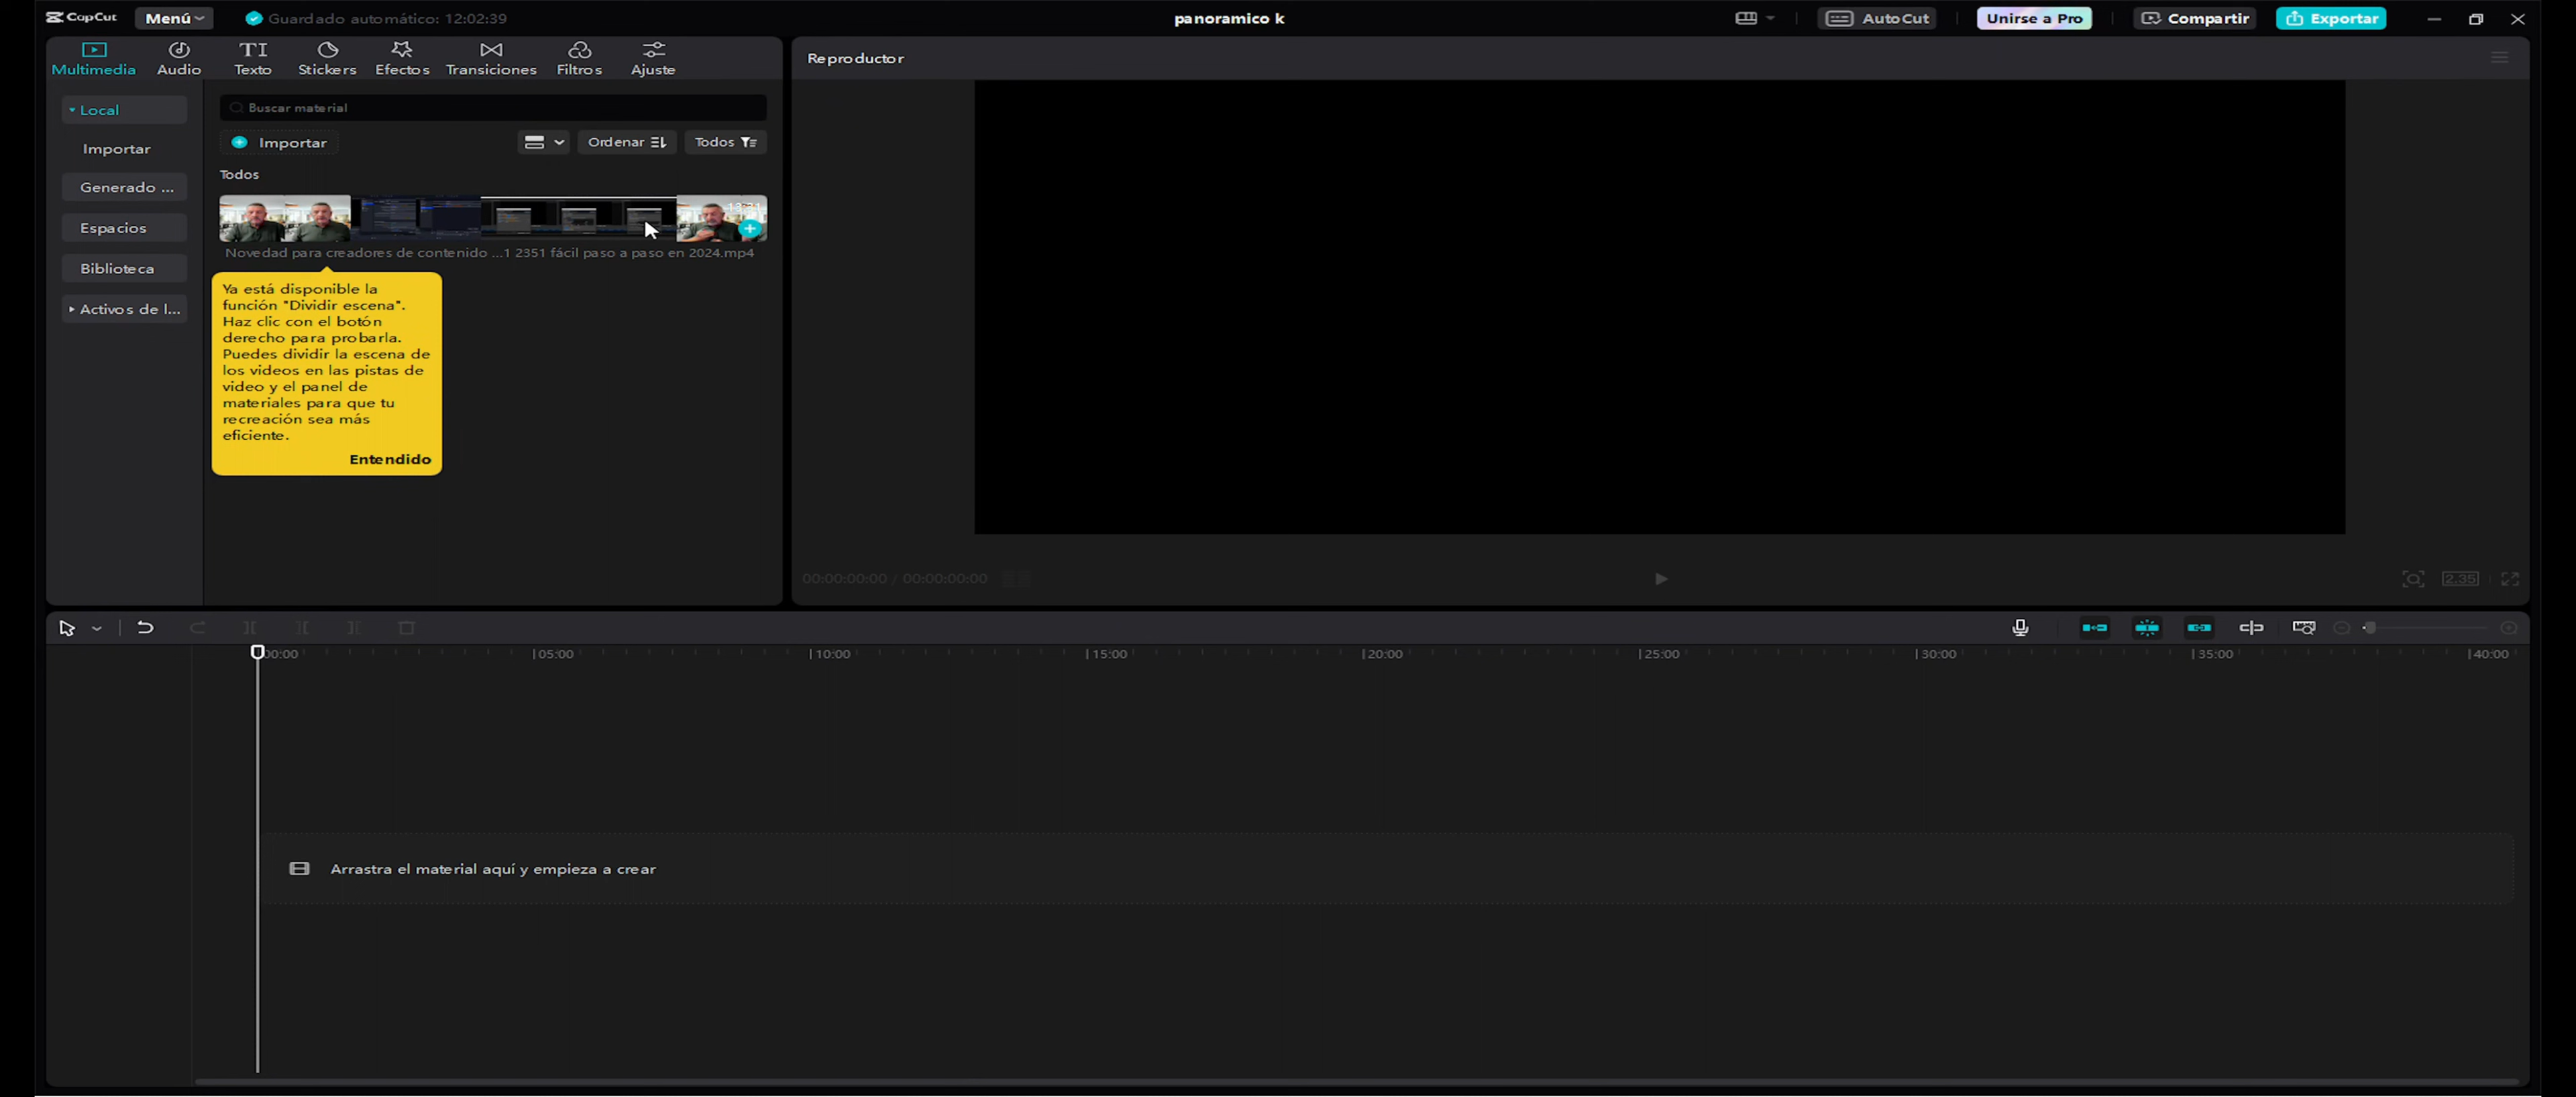 CapCut
Menú
Guardado automático: 12:02:39
panoramico k
AutoCut
Unirse a Pro
Compartir
Exportar
Multimedia
Audio
TI
Texto
Stickers
Efectos
Transiciones
Filtros
Ajuste
Reproductor
Local
Importar
Generado ...
Espacios
Biblioteca
Activos de l...
Buscar material
Importar
Ordenar
Todos
Todos
Novedad para creadores de contenido ...1 2351 fácil paso a paso en 2024.mp4
Ya está disponible la
función "Dividir escena".
Haz clic con el botón
derecho para probarla.
Puedes dividir la escena de
los videos en las pistas de
video y el panel de
materiales para que tu
recreación sea más
eficiente.
Entendido
00:00:00:00 / 00:00:00:00
2.35
00:00
05:00
10:00
15:00
20:00
25:00
30:00
35:00
40:00
Arrastra el material aquí y empieza a crear